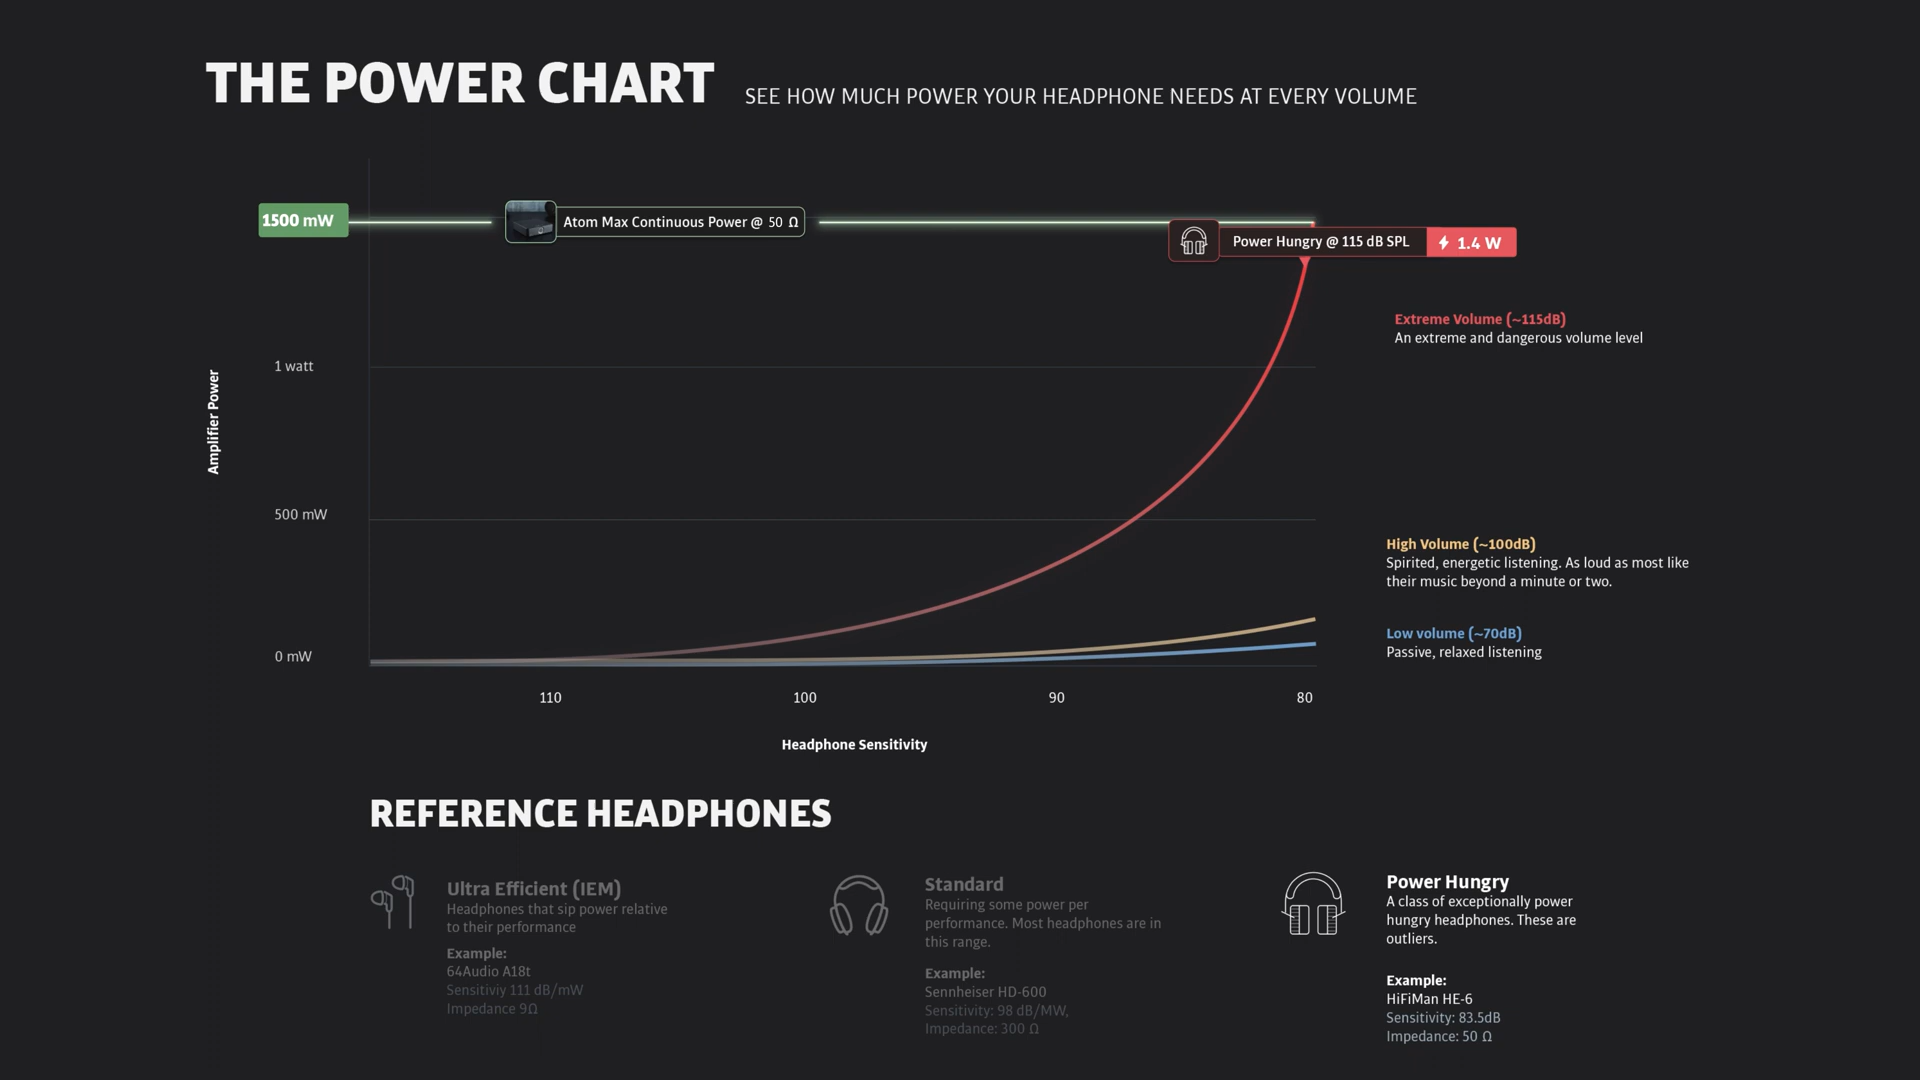 THE POWER CHART
SEE HOW MUCH POWER YOUR HEADPHONE NEEDS AT EVERY VOLUME
1500 mW
Atom Max Continuous Power @ 50 Ω
Power Hungry @ 115 dB SPL
1.4 W
Extreme Volume (~115dB)
An extreme and dangerous volume level
1 watt
Amplifier Power
500 mW
High Volume (~100dB)
Spirited, energetic listening. As loud as most like
their music beyond a minute or two.
Low volume (~70dB)
Passive, relaxed listening
0 mW
110
100
90
80
Headphone Sensitivity
REFERENCE HEADPHONES
Ultra Efficient (IEM)
Headphones that sip power relative
to their performance
Example:
64Audio A18t
Sensitiviy 111 dB/mW
Impedance 9Ω
Standard
Requiring some power per
performance. Most headphones are in
this range.
Example:
Sennheiser HD-600
Sensitivity: 98 dB/MW,
Impedance: 300 Ω
Power Hungry
A class of exceptionally power
hungry headphones. These are
outliers.
Example:
HiFiMan HE-6
Sensitivity: 83.5dB
Impedance: 50 Ω